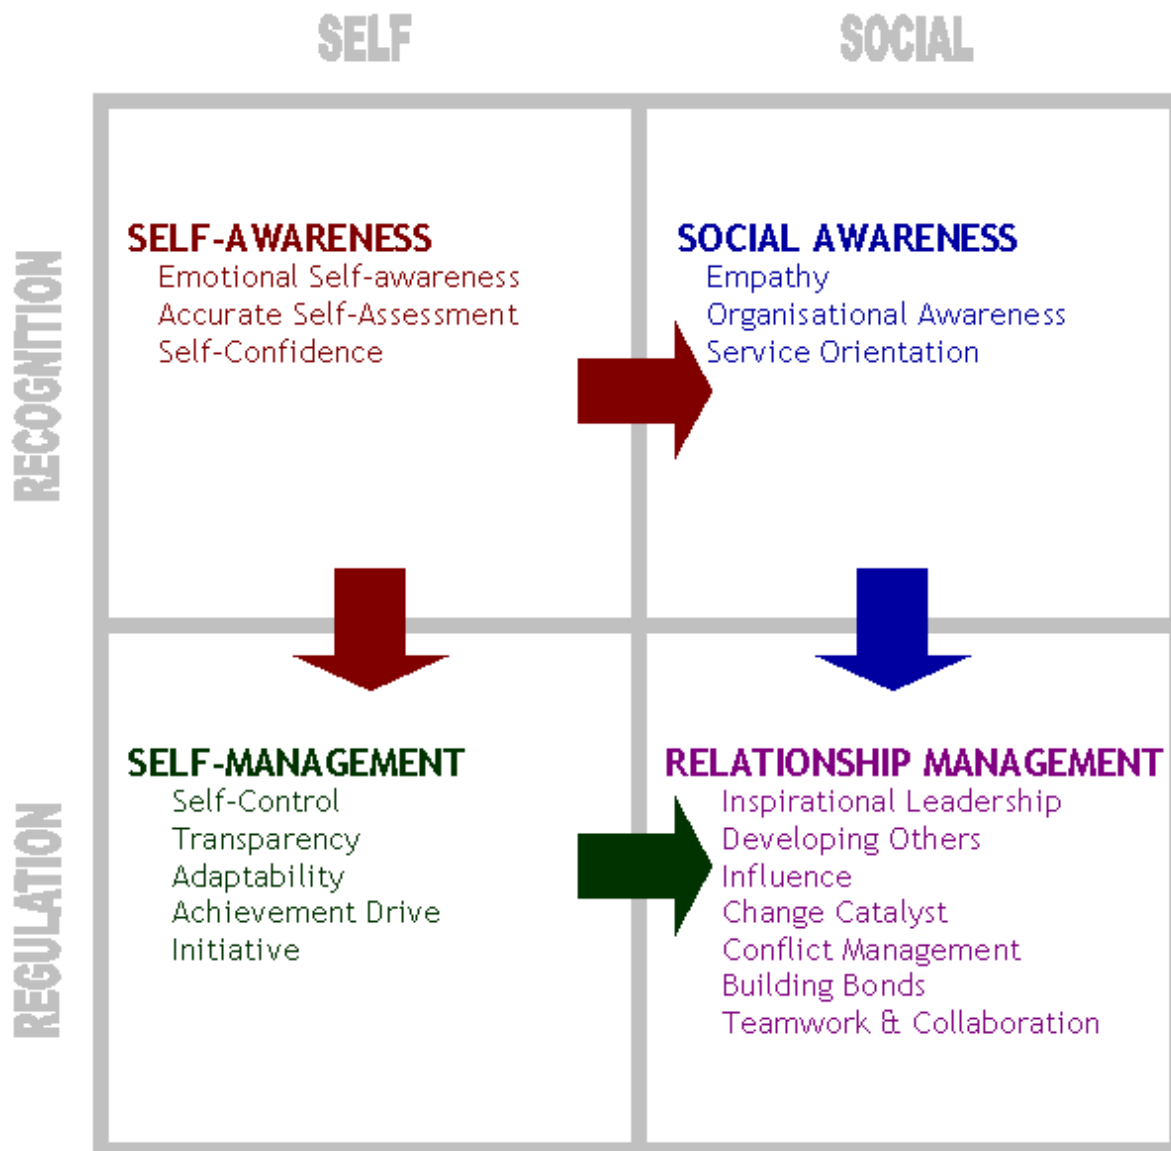 SELF
SOCIAL
RECOGNITION
SELF-AWARENESS
Emotional Self-awareness
Accurate Self-Assessment
Self-Confidence
SOCIAL AWARENESS
Empathy
Organisational Awareness
Service Orientation
REGULATION
SELF-MANAGEMENT
Self-Control
Transparency
Adaptability
Achievement Drive
Initiative
RELATIONSHIP MANAGEMENT
Inspirational Leadership
Developing Others
Influence
Change Catalyst
Conflict Management
Building Bonds
Teamwork & Collaboration